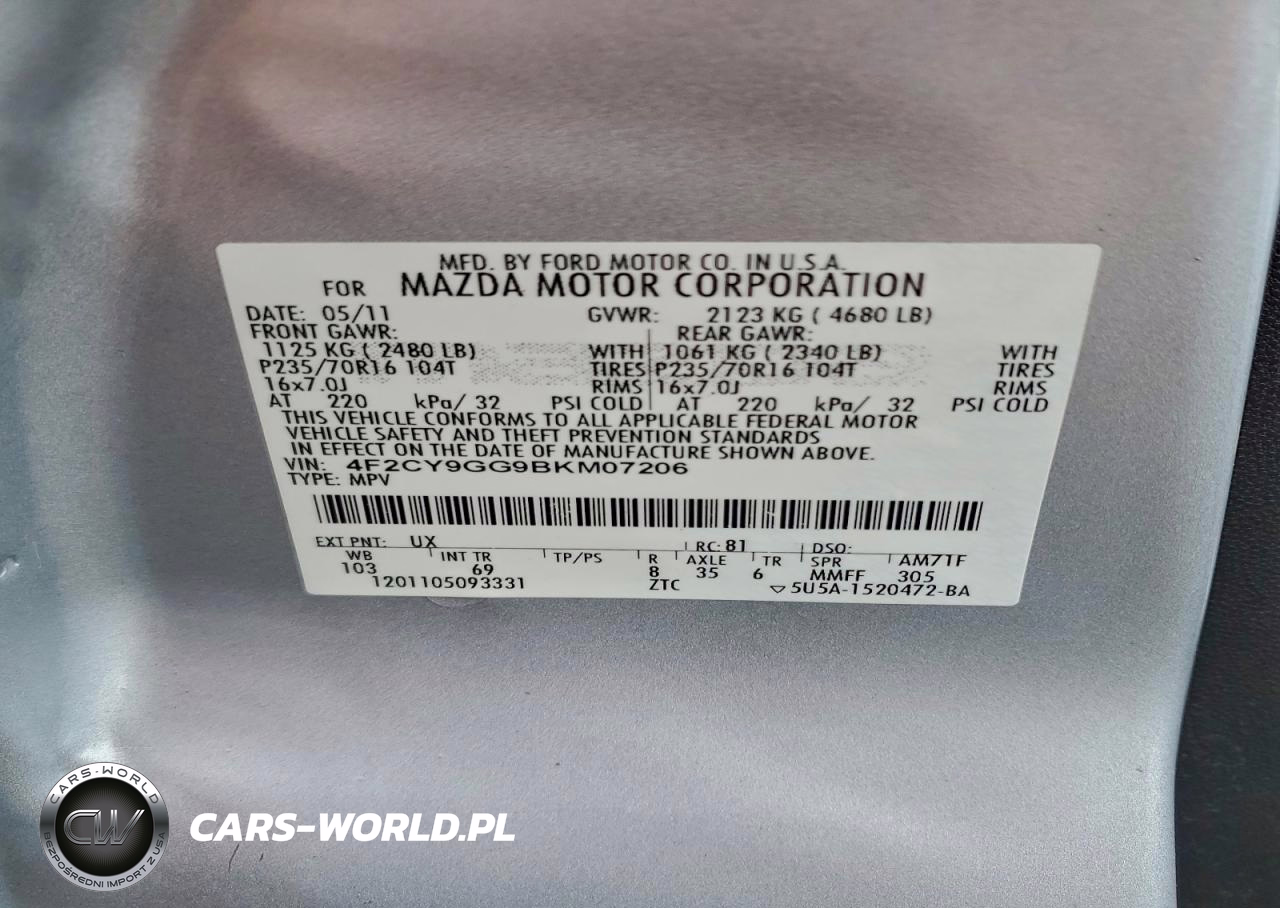 MFD. BY FORD MOTOR CO. IN U.S.A.
FOR MAZDA MOTOR CORPORATION
DATE: 05/11 GVWR: 2123 KG ( 4680 LB)
FRONT GAWR: REAR GAWR:
1125 KG ( 2480 LB) WITH 1061 KG ( 2340 LB) WITH
P235/70R16 104T TIRES P235/70R16 104T TIRES
16x7.0J RIMS 16x7.0J RIMS
AT 220 kPa/ 32 PSI COLD AT 220 kPa/ 32 PSI COLD
THIS VEHICLE CONFORMS TO ALL APPLICABLE FEDERAL MOTOR
VEHICLE SAFETY AND THEFT PREVENTION STANDARDS
IN EFFECT ON THE DATE OF MANUFACTURE SHOWN ABOVE.
VIN: 4F2CY9GG9BKM07206
TYPE: MPV
EXT PNT: UX RC: 81 DSO:
WB INT TR TP/PS R AXLE TR SPR AM71F
103 69 8 35 6 MMFF 305
1201105093331 ZTC 5U5A-1520472-BA
CARS-WORLD
CW
BEZPOŚREDNI IMPORT Z USA
CARS-WORLD.PL